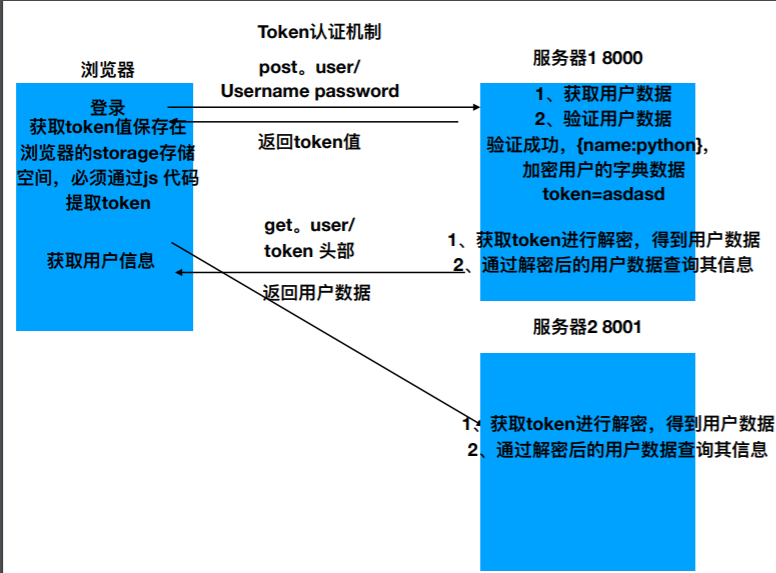 Token认证机制
浏览器
post。user/
Username password
服务器1 8000
登录
获取token值保存在
浏览器的storage存储
空间，必须通过js 代码
提取token
返回token值
1、获取用户数据
2、验证用户数据
验证成功，{name:python}，
加密用户的字典数据
token=asdasd
get。user/
token 头部
获取用户信息
返回用户数据
1、获取token进行解密，得到用户数据
2、通过解密后的用户数据查询其信息
服务器2 8001
1、获取token进行解密，得到用户数据
2、通过解密后的用户数据查询其信息